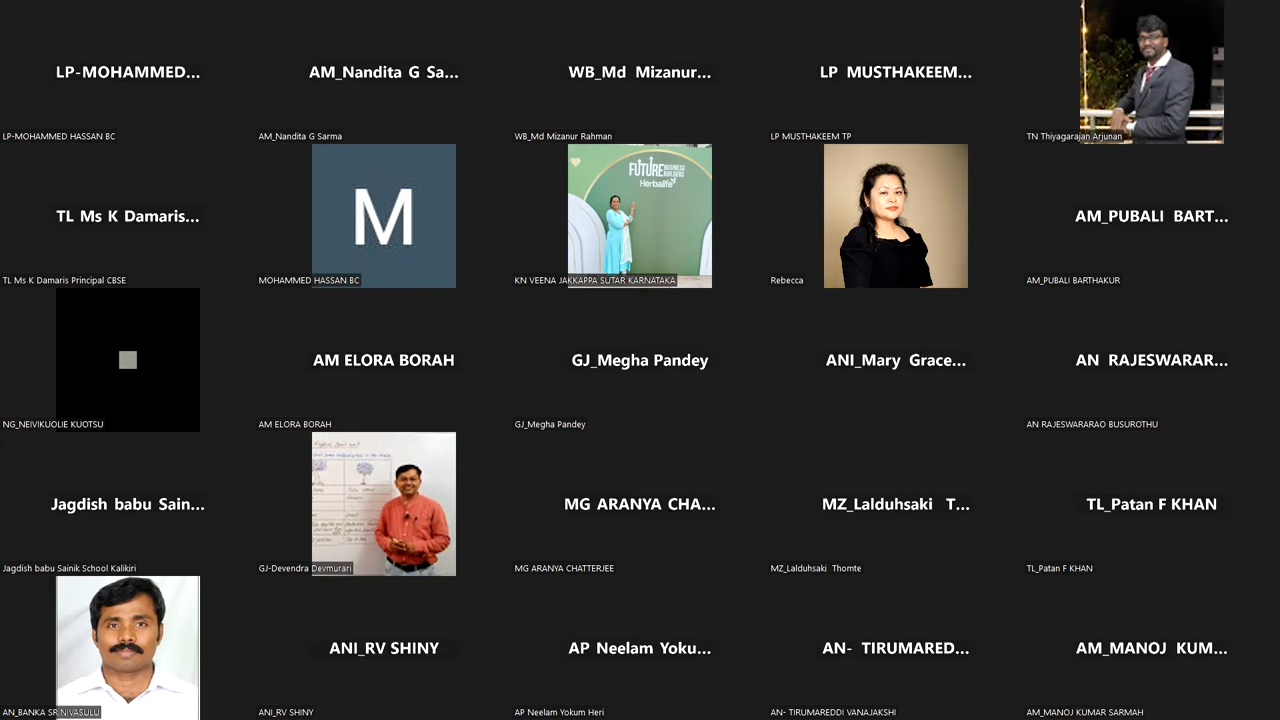 LP-MOHAMMED...
AM_Nandita G Sa...
WB_Md Mizanur...
LP MUSTHAKEEM...
LP-MOHAMMED HASSAN BC
AM_Nandita G Sarma
WB_Md Mizanur Rahman
LP MUSTHAKEEM TP
TN Thiyagarajan Arjunan
TL Ms K Damaris...
M
FUTURE BUSINESS BUILDERS
Herbalife
AM_PUBALI BART...
TL Ms K Damaris Principal CBSE
MOHAMMED HASSAN BC
KN VEENA JAKKAPPA SUTAR KARNATAKA
Rebecca
AM_PUBALI BARTHAKUR
AM ELORA BORAH
GJ_Megha Pandey
ANI_Mary Grace...
AN RAJESWARAR...
NG_NEIVIKUOLIE KUOTSU
AM ELORA BORAH
GJ_Megha Pandey
AN RAJESWARARAO BUSUROTHU
Jagdish babu Sain...
MG ARANYA CHA...
MZ_Lalduhsaki T...
TL_Patan F KHAN
Jagdish babu Sainik School Kalikiri
GJ-Devendra Devmurari
MG ARANYA CHATTERJEE
MZ_Lalduhsaki Thomte
TL_Patan F KHAN
ANI_RV SHINY
AP Neelam Yoku...
AN- TIRUMARED...
AM_MANOJ KUM...
AN_BANKA SRINIVASULU
ANI_RV SHINY
AP Neelam Yokum Heri
AN- TIRUMAREDDI VANAJAKSHI
AM_MANOJ KUMAR SARMAH